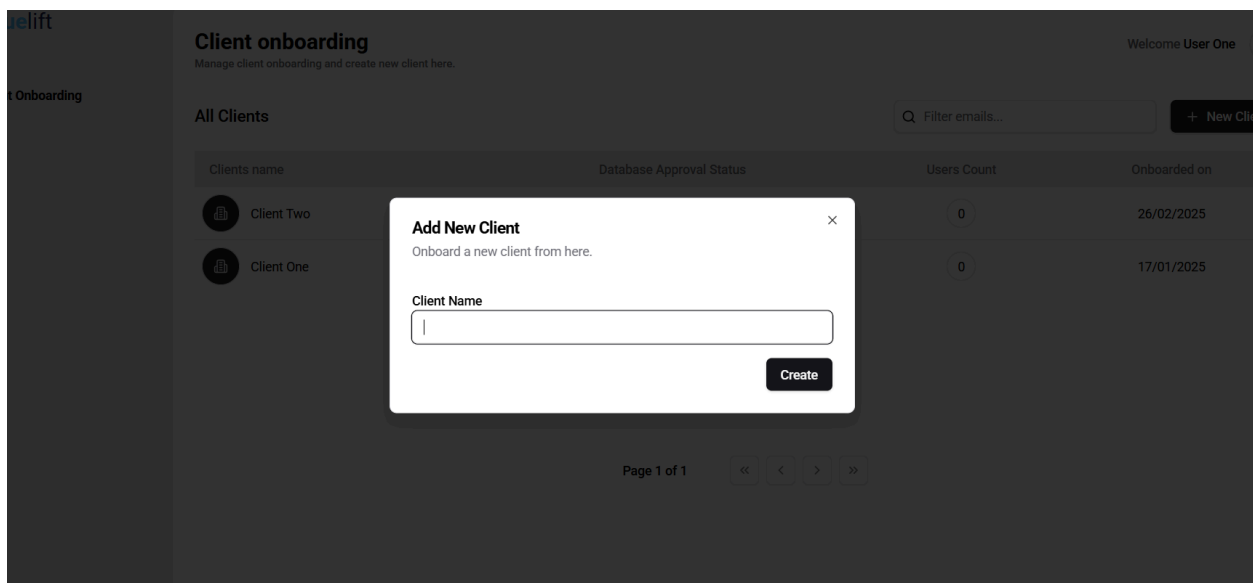 uelift
Client onboarding
Welcome User One
Manage client onboarding and create new client here.
t Onboarding
All Clients
Filter emails...
+ New Clie
Clients name Database Approval Status Users Count Onboarded on
Client Two 0 26/02/2025
Client One 0 17/01/2025
Add New Client
Onboard a new client from here.
Client Name
Create
Page 1 of 1